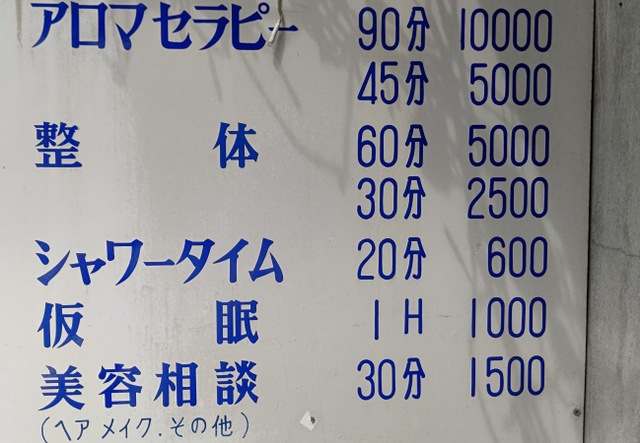 アロマセラピー 90分 10000
45分 5000
整体 60分 5000
30分 2500
シャワータイム 20分 600
仮眠 1H 1000
美容相談 30分 1500
(ヘアメイク.その他)